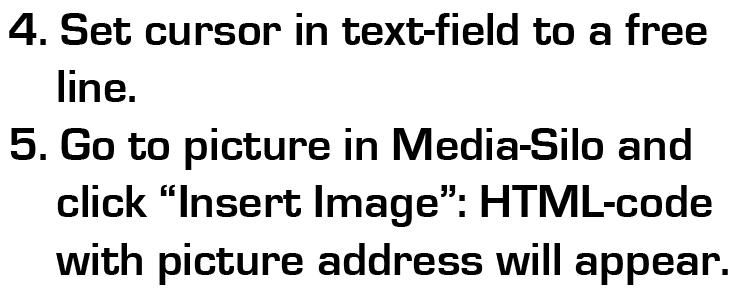 4. Set cursor in text-field to a free
line.
5. Go to picture in Media-Silo and
click “Insert Image”: HTML-code
with picture address will appear.